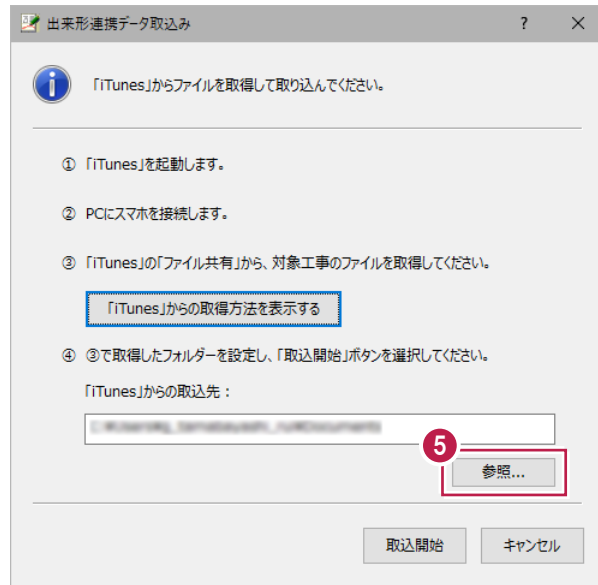 出来形連携データ取込み
?
「iTunes」からファイルを取得して取り込んでください。
① 「iTunes」を起動します。
② PCにスマホを接続します。
③ 「iTunes」の「ファイル共有」から、対象工事のファイルを取得してください。
「iTunes」からの取得方法を表示する
④ ③で取得したフォルダーを設定し、「取込開始」ボタンを選択してください。
「iTunes」からの取込先：
5
参照...
取込開始 キャンセル